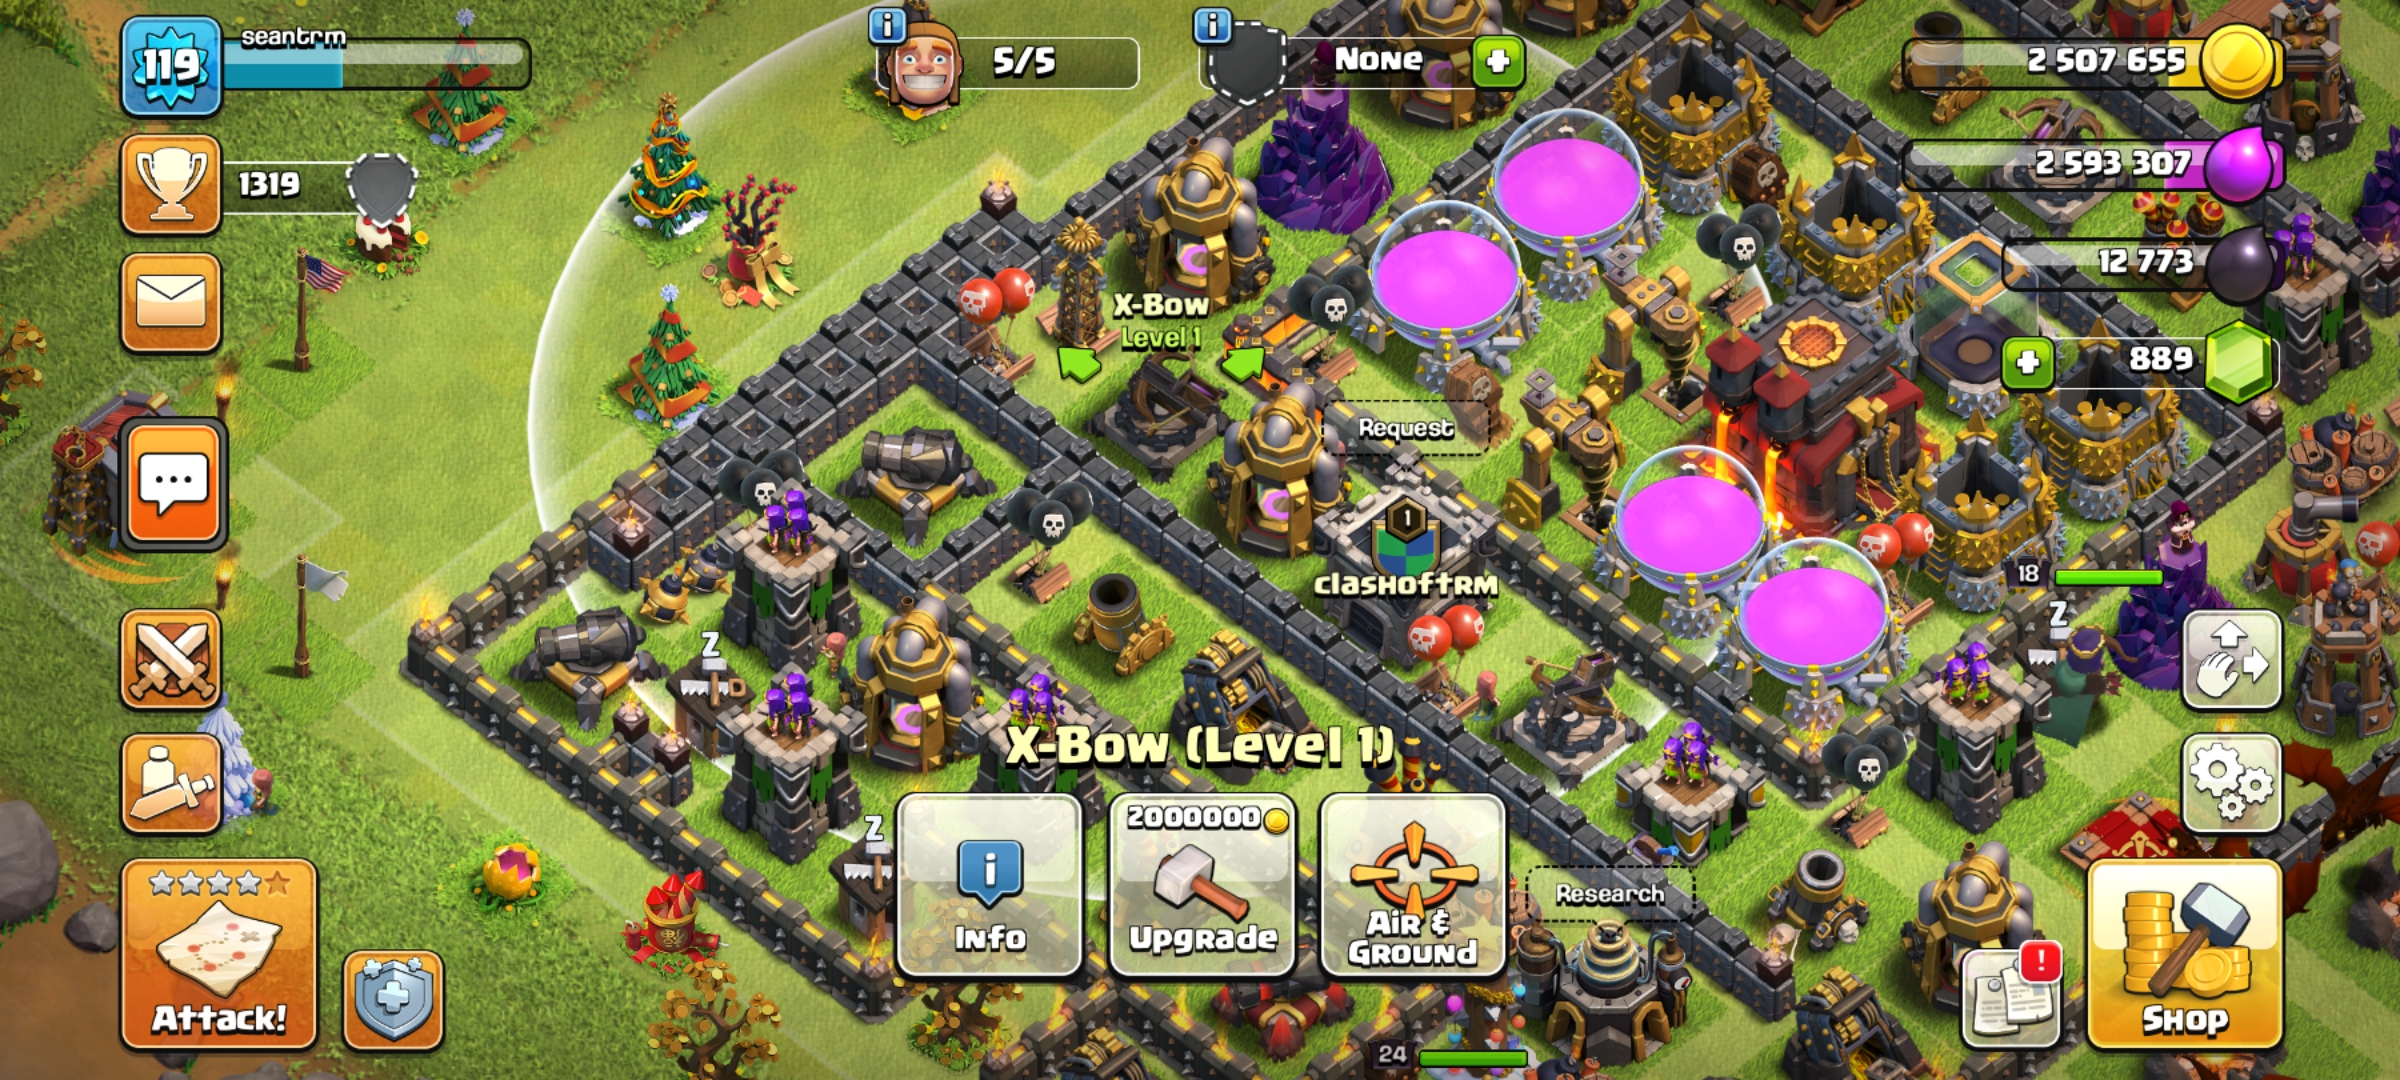 119
seantrm
5/5
None
2 507 655
1319
2 593 307
12 773
889
X-Bow
Level 1
Request
1
clashoftrm
18
Z
Z
X-Bow (Level 1)
Z
Info
2000000
Upgrade
Air &
Ground
Research
Attack!
24
!
Shop